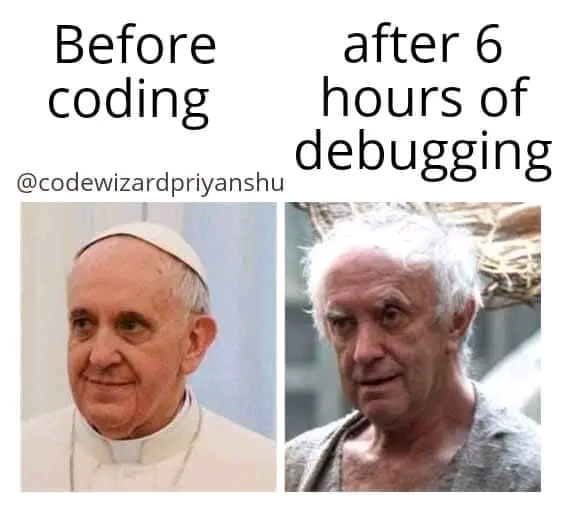 Before
coding
after 6
hours of
debugging
@codewizardpriyanshu